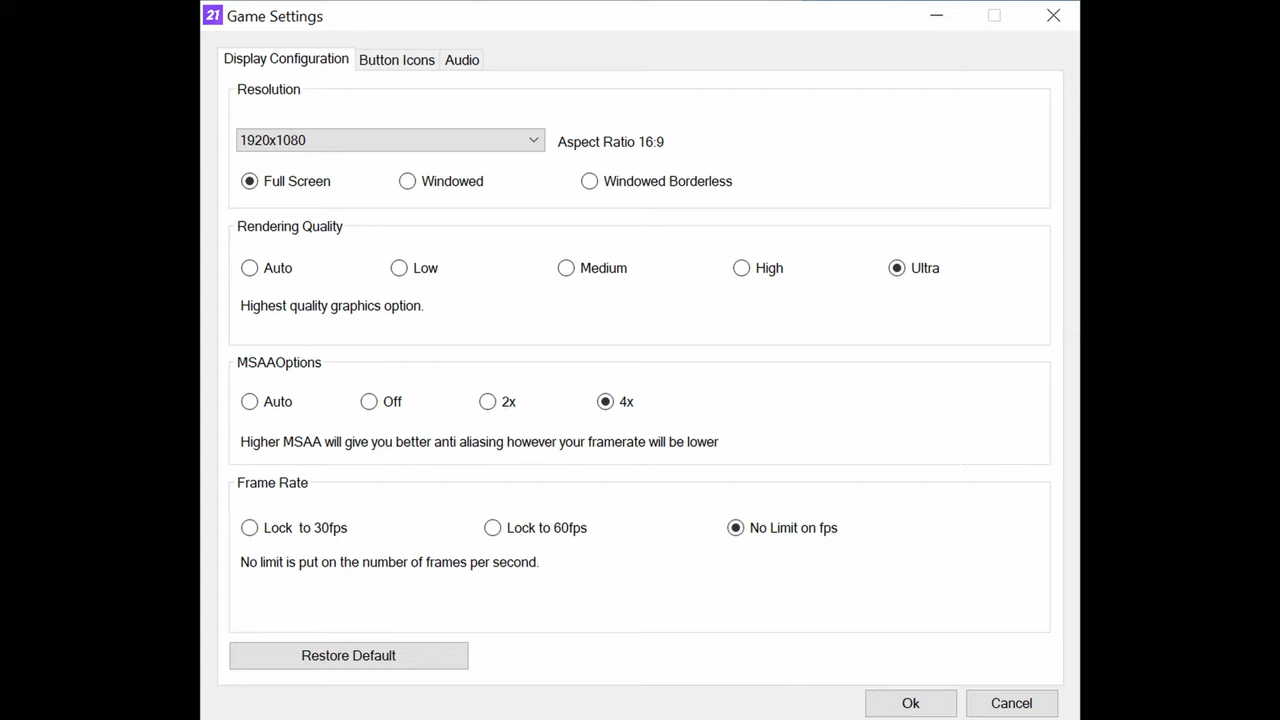 21 Game Settings
Display Configuration Button Icons Audio
Resolution
1920x1080 Aspect Ratio 16:9
Full Screen Windowed Windowed Borderless
Rendering Quality
Auto Low Medium High Ultra
Highest quality graphics option.
MSAAOptions
Auto Off 2x 4x
Higher MSAA will give you better anti aliasing however your framerate will be lower
Frame Rate
Lock to 30fps Lock to 60fps No Limit on fps
No limit is put on the number of frames per second.
Restore Default
Ok Cancel